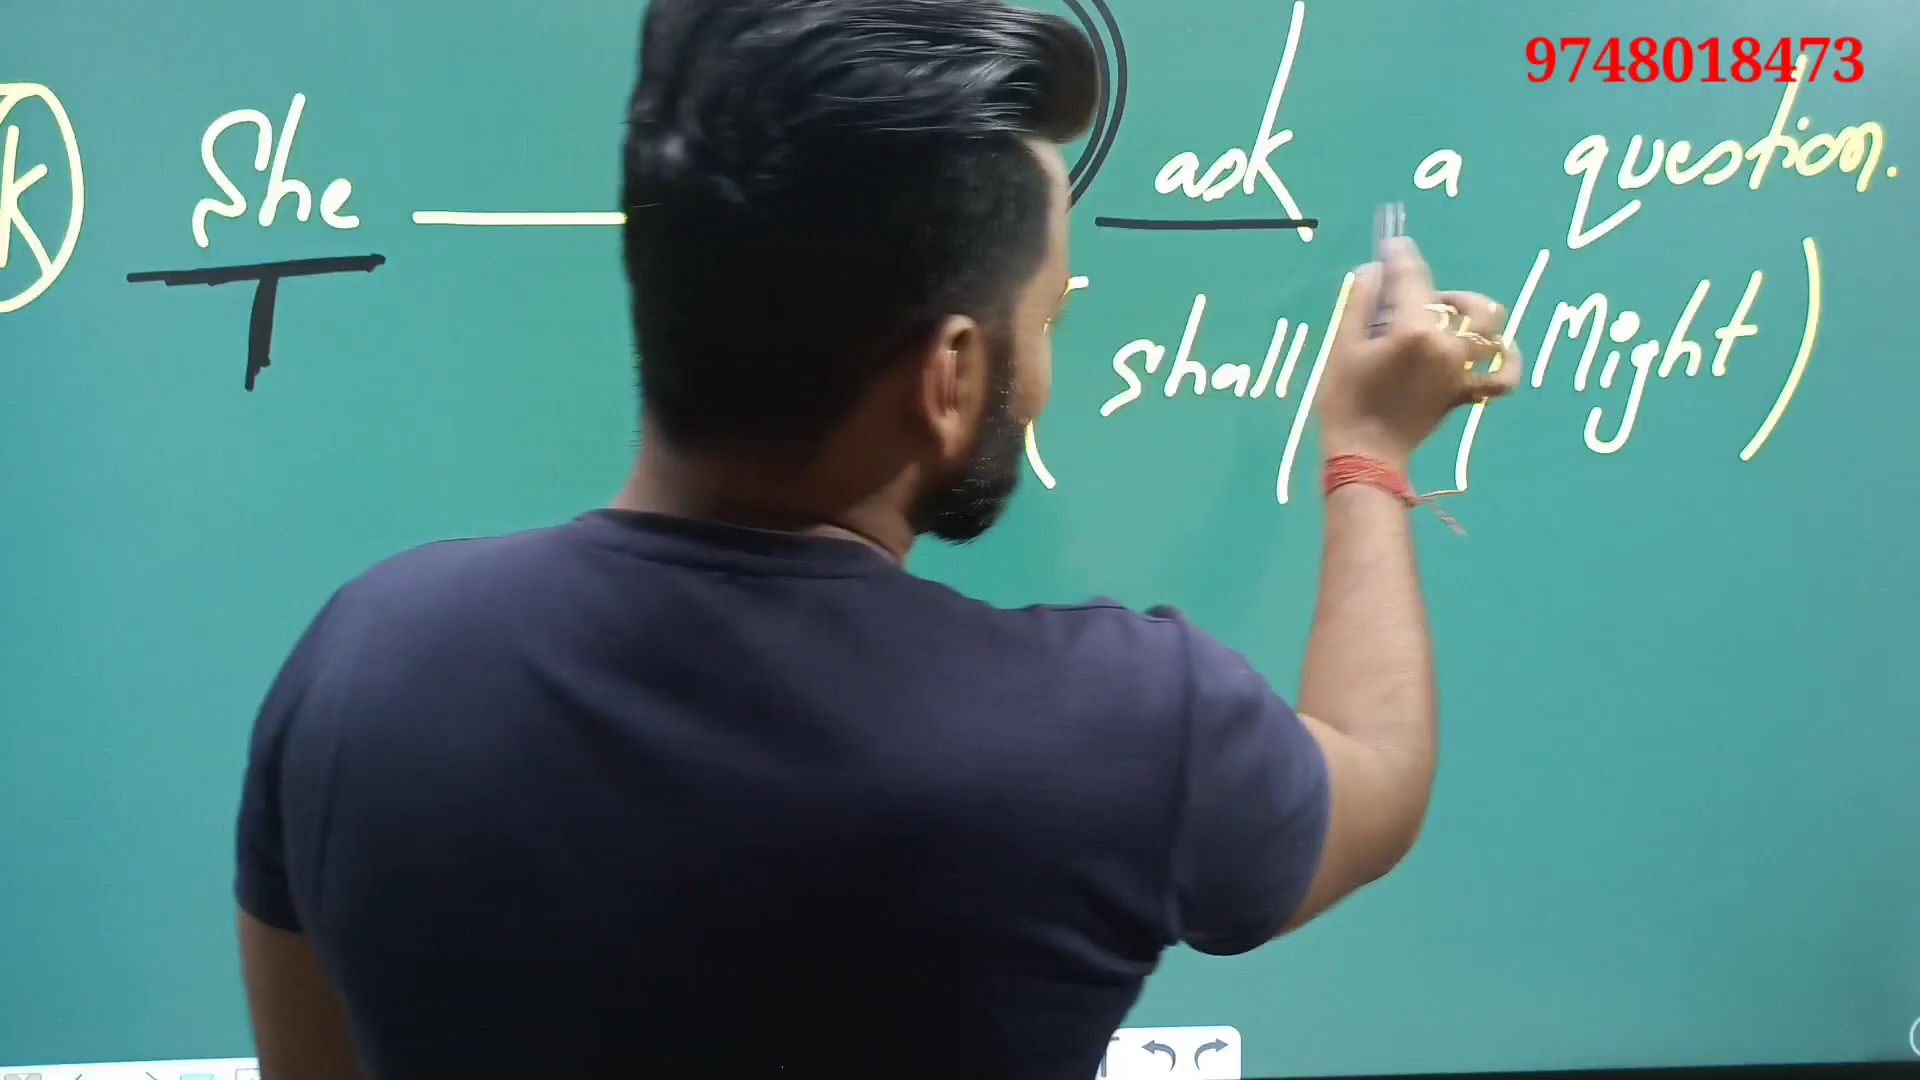 9748018473
k She ask a question.
( shall / / Might )
T